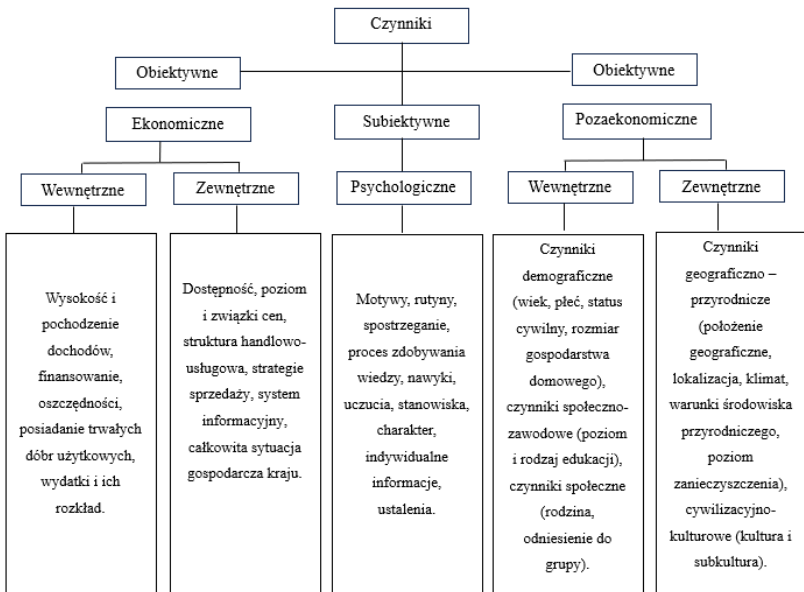 Czynniki
Obiektywne
Obiektywne
Ekonomiczne
Subiektywne
Pozaekonomiczne
Wewnętrzne
Zewnętrzne
Psychologiczne
Wewnętrzne
Zewnętrzne
Wysokość i
pochodzenie
dochodów,
finansowanie,
oszczędności,
posiadanie trwałych
dóbr użytkowych,
wydatki i ich
rozkład.
Dostępność, poziom
i związki cen,
struktura handlowo-
usługowa, strategie
sprzedaży, system
informacyjny,
całkowita sytuacja
gospodarcza kraju.
Motywy, rutyny,
spostrzeganie,
proces zdobywania
wiedzy, nawyki,
uczucia, stanowiska,
charakter,
indywidualne
informacje,
ustalenia.
Czynniki
demograficzne
(wiek, płeć, status
cywilny, rozmiar
gospodarstwa
domowego),
czynniki społeczno-
zawodowe (poziom
i rodzaj edukacji),
czynniki społeczne
(rodzina,
odniesienie do
grupy).
Czynniki
geograficzno –
przyrodnicze
(położenie
geograficzne,
lokalizacja, klimat,
warunki środowiska
przyrodniczego,
poziom
zanieczyszczenia),
cywilizacyjno-
kulturowe (kultura i
subkultura).